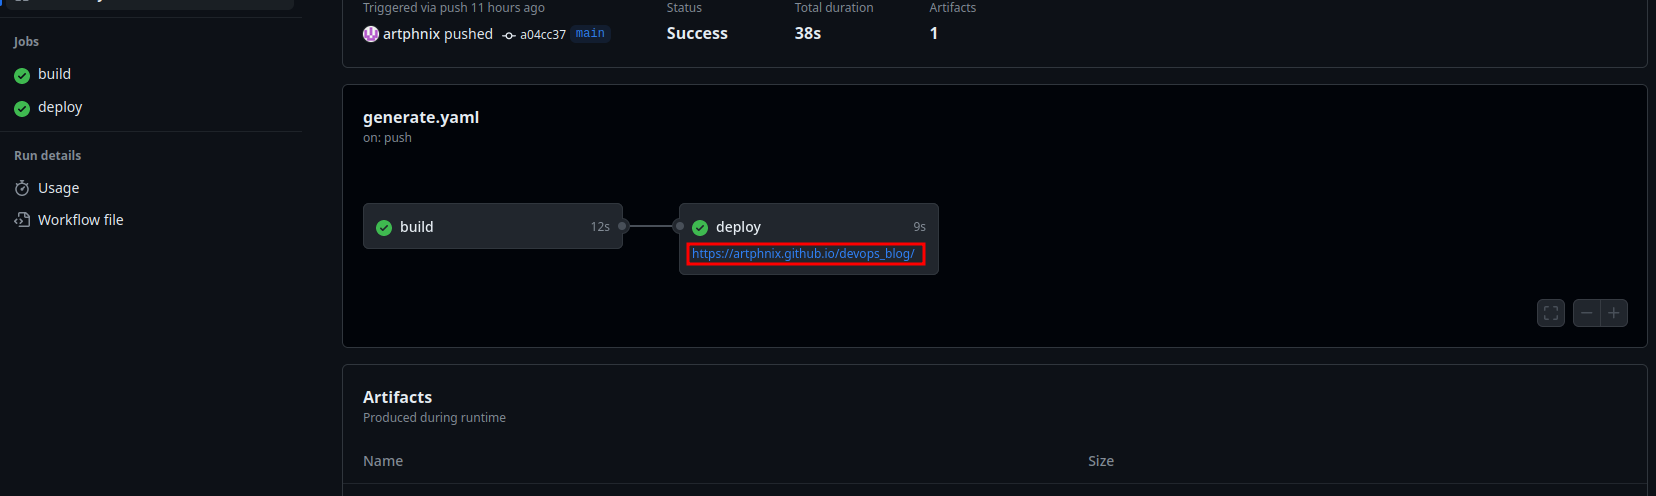 Jobs
build
deploy
Run details
Usage
Workflow file
Triggered via push 11 hours ago
artphnix pushed a04cc37 main
Status
Success
Total duration
38s
Artifacts
1
generate.yaml
on: push
build 12s
deploy 9s
https://artphnix.github.io/devops_blog/
Artifacts
Produced during runtime
Name Size